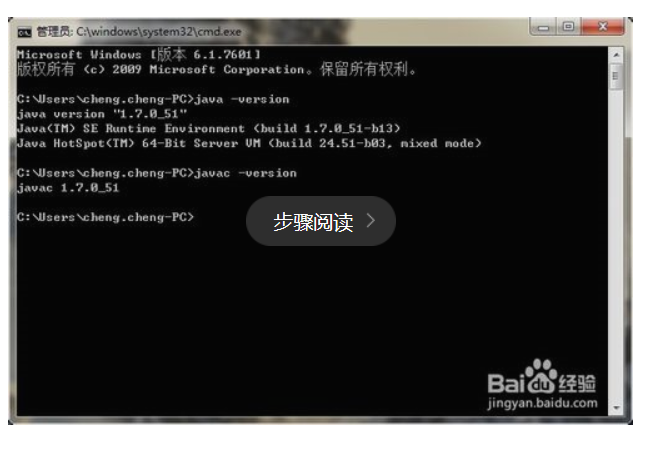 管理员: C:\windows\system32\cmd.exe
Microsoft Windows [版本 6.1.7601]
版权所有 (c) 2009 Microsoft Corporation。保留所有权利。
C:\Users\cheng.cheng-PC>java -version
java version "1.7.0_51"
Java(TM) SE Runtime Environment (build 1.7.0_51-b13)
Java HotSpot(TM) 64-Bit Server VM (build 24.51-b03, mixed mode)
C:\Users\cheng.cheng-PC>javac -version
javac 1.7.0_51
C:\Users\cheng.cheng-PC>
步骤阅读
Baidu经验
jingyan.baidu.com